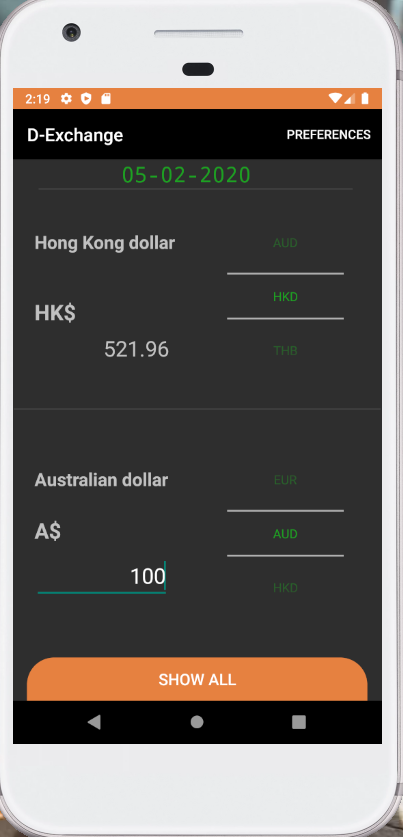 2:19
D-Exchange PREFERENCES
05-02-2020
Hong Kong dollar
AUD
HK$
HKD
521.96
THB
Australian dollar
EUR
A$
AUD
100
HKD
SHOW ALL